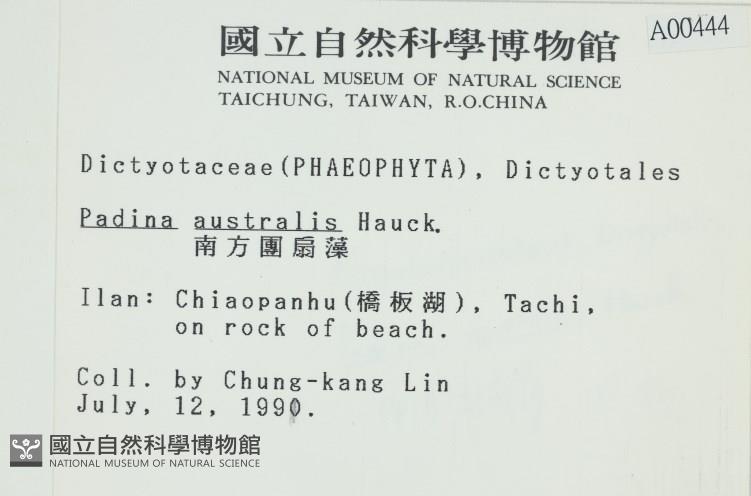 國立自然科學博物館
A00444
NATIONAL MUSEUM OF NATURAL SCIENCE
TAICHUNG, TAIWAN, R.O.CHINA
Dictyotaceae(PHAEOPHYTA), Dictyotales
Padina australis Hauck.
南方團扇藻
Ilan: Chiaopanhu(橋板湖), Tachi,
on rock of beach.
Coll. by Chung-kang Lin
July, 12, 1990.
國立自然科學博物館
NATIONAL MUSEUM OF NATURAL SCIENCE